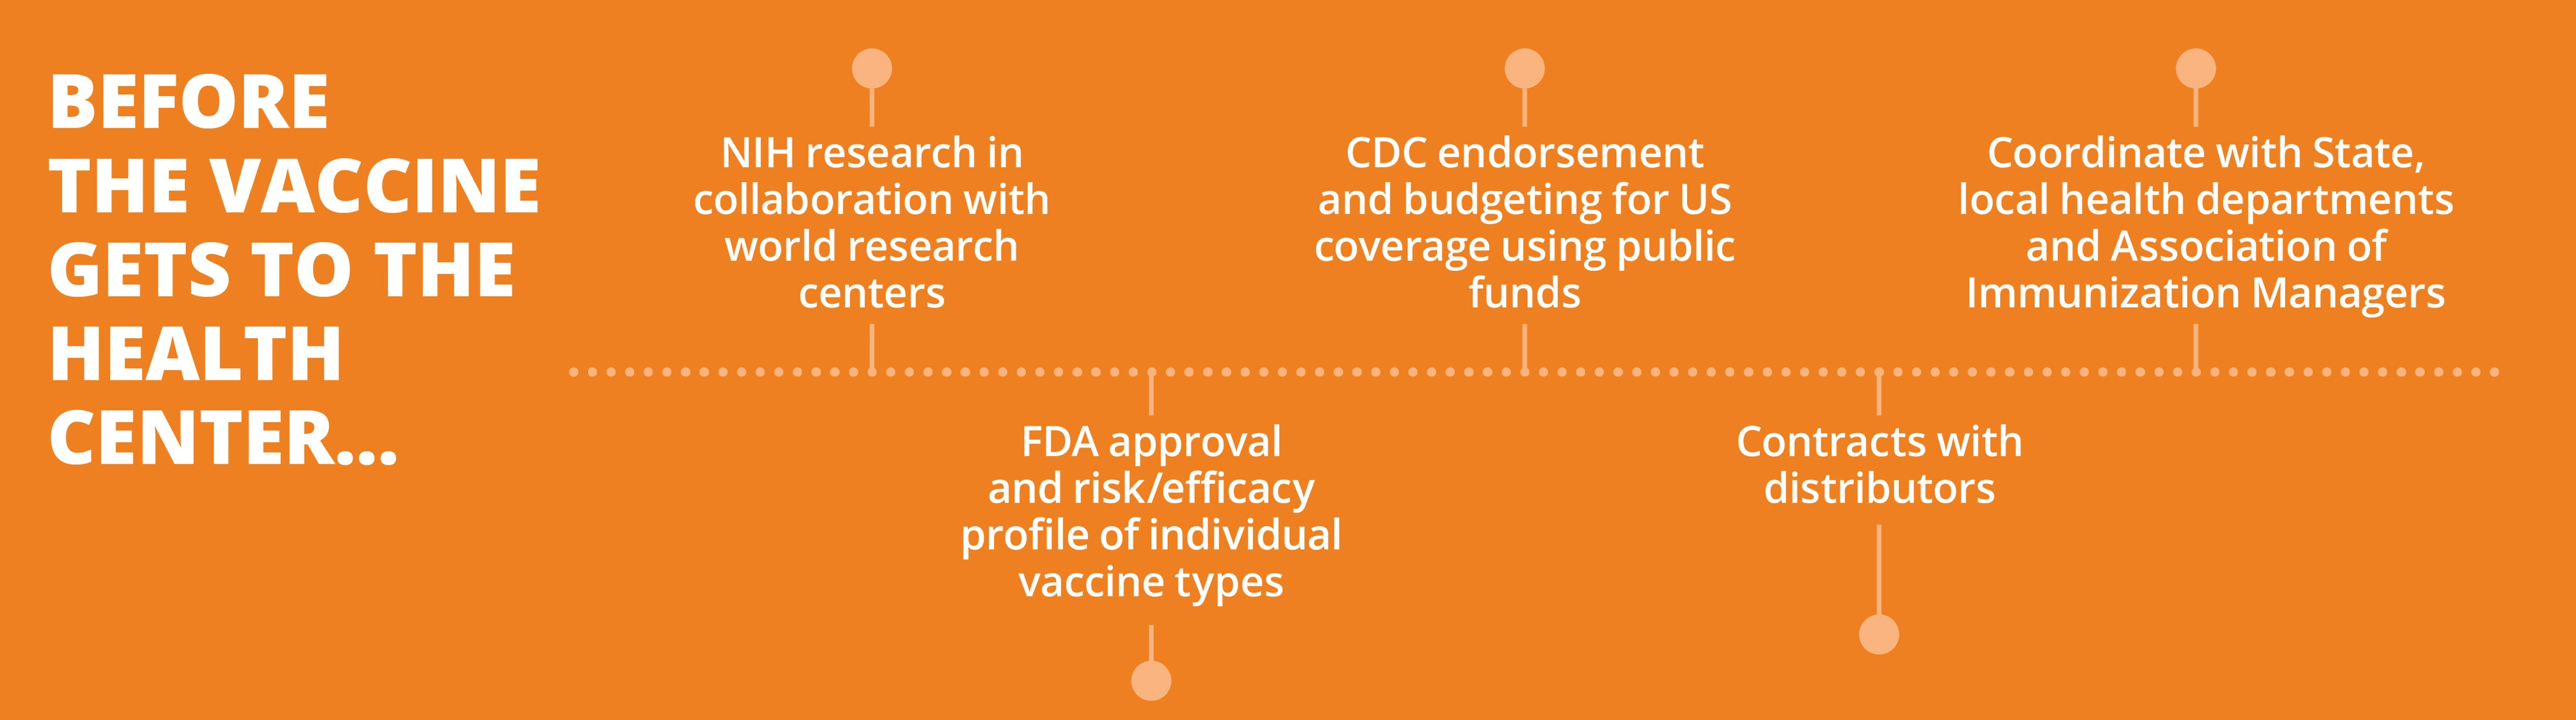 BEFORE
THE VACCINE
GETS TO THE
HEALTH
CENTER...
NIH research in
collaboration with
world research
centers
FDA approval
and risk/efficacy
profile of individual
vaccine types
CDC endorsement
and budgeting for US
coverage using public
funds
Contracts with
distributors
Coordinate with State,
local health departments
and Association of
Immunization Managers